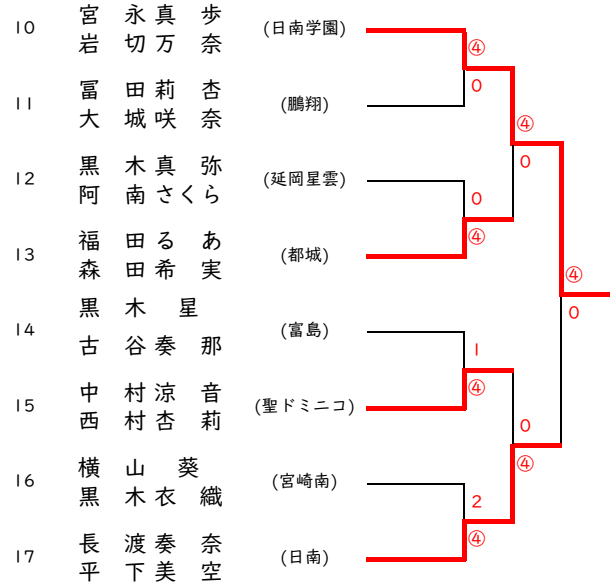 宮 永 真 歩
10 (日南学園)
岩 切 万 奈
④
0
冨 田 莉 杏
11 (鵬翔)
大 城 咲 奈
④
0
黒 木 真 弥
12 (延岡星雲)
阿 南 さくら
0
④
福 田 る あ
13 (都城)
森 田 希 実
④
0
黒 木 星
14 (富島)
古 谷 奏 那
1
④
中 村 涼 音
15 (聖ドミニコ)
西 村 杏 莉
0
④
横 山 葵
16 (宮崎南)
黒 木 衣 織
2
④
長 渡 奏 奈
17 (日南)
平 下 美 空